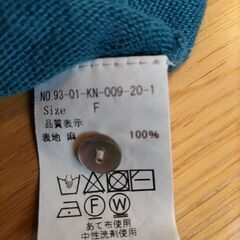 NO.93-01-KN-009-20-1
Size F
品質表示
表地 麻 100%
F W
あて布使用
中性洗剤使用